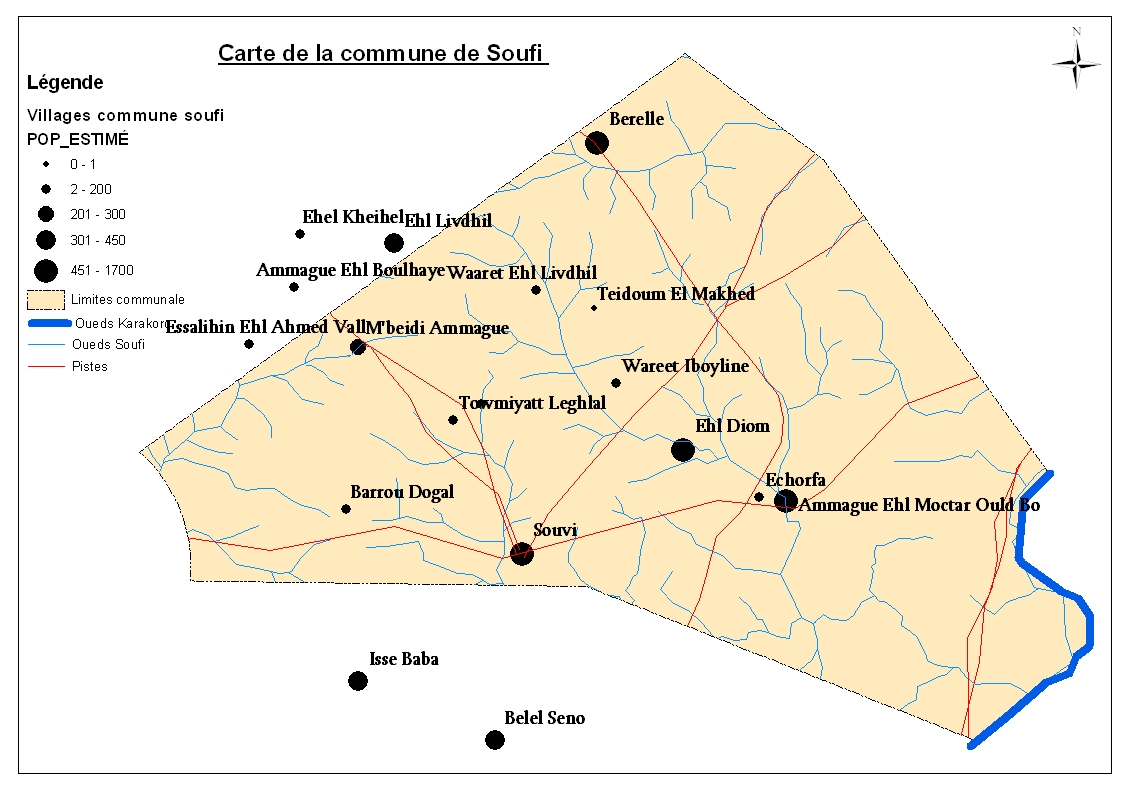 Carte de la commune de Soufi
N
Légende
Villages commune soufi
POP_ESTIMÉ
0 - 1
2 - 200
201 - 300
301 - 450
451 - 1700
Limites communale
Oueds Karakoro
Oueds Soufi
Pistes
Berelle
Ehel Kheihel
Ehl Livdhil
Ammague Ehl Boulhaye
Waaret Ehl Livdhil
Teidoum El Makhed
Essalihin Ehl Ahmed Vall
M'beidi Ammague
Wareet Iboyline
Towmiyatt Leghlal
Ehl Diom
Echorfa
Barrou Dogal
Ammague Ehl Moctar Ould Bo
Souvi
Isse Baba
Belel Seno